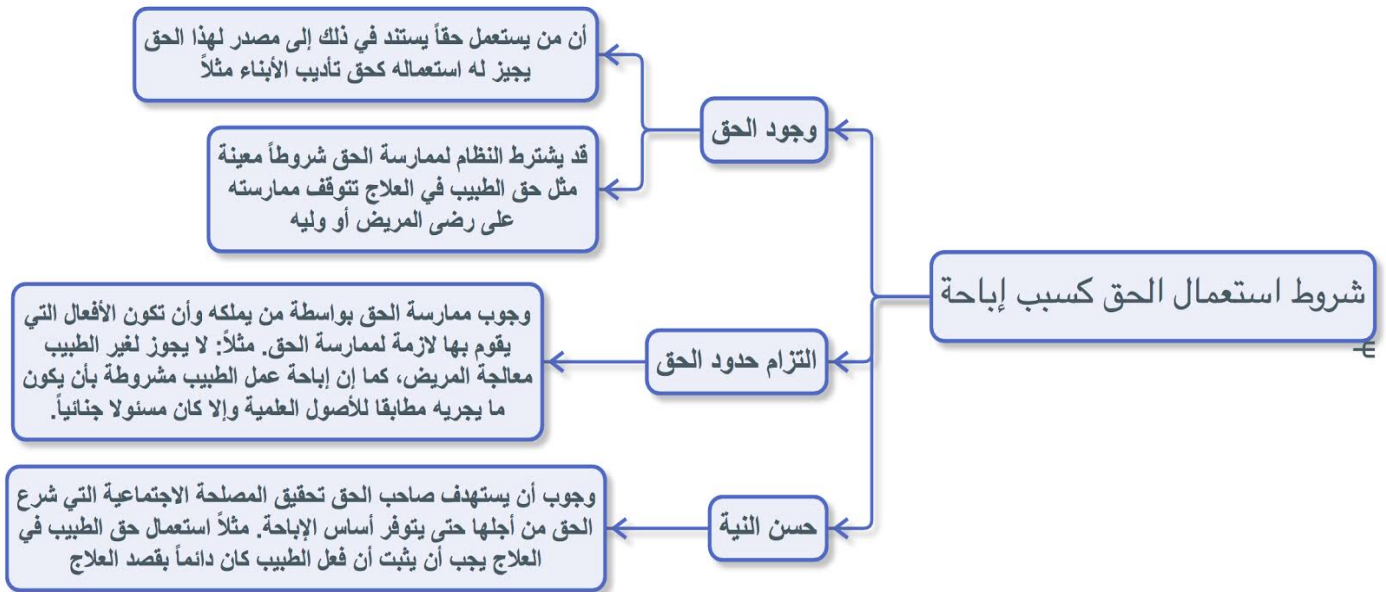 شروط استعمال الحق كسبب إباحة
وجود الحق
أن من يستعمل حقاً يستند في ذلك إلى مصدر لهذا الحق
يجيز له استعماله كحق تأديب الأبناء مثلاً
قد يشترط النظام لممارسة الحق شروطاً معينة
مثل حق الطبيب في العلاج تتوقف ممارسته
على رضى المريض أو وليه
التزام حدود الحق
وجوب ممارسة الحق بواسطة من يملكه وأن تكون الأفعال التي
يقوم بها لازمة لممارسة الحق. مثلاً: لا يجوز لغير الطبيب
معالجة المريض، كما إن إباحة عمل الطبيب مشروطة بأن يكون
ما يجريه مطابقا للأصول العلمية وإلا كان مسئولا جنائياً.
حسن النية
وجوب أن يستهدف صاحب الحق تحقيق المصلحة الاجتماعية التي شرع
الحق من أجلها حتى يتوفر أساس الإباحة. مثلاً استعمال حق الطبيب في
العلاج يجب أن يثبت أن فعل الطبيب كان دائماً بقصد العلاج